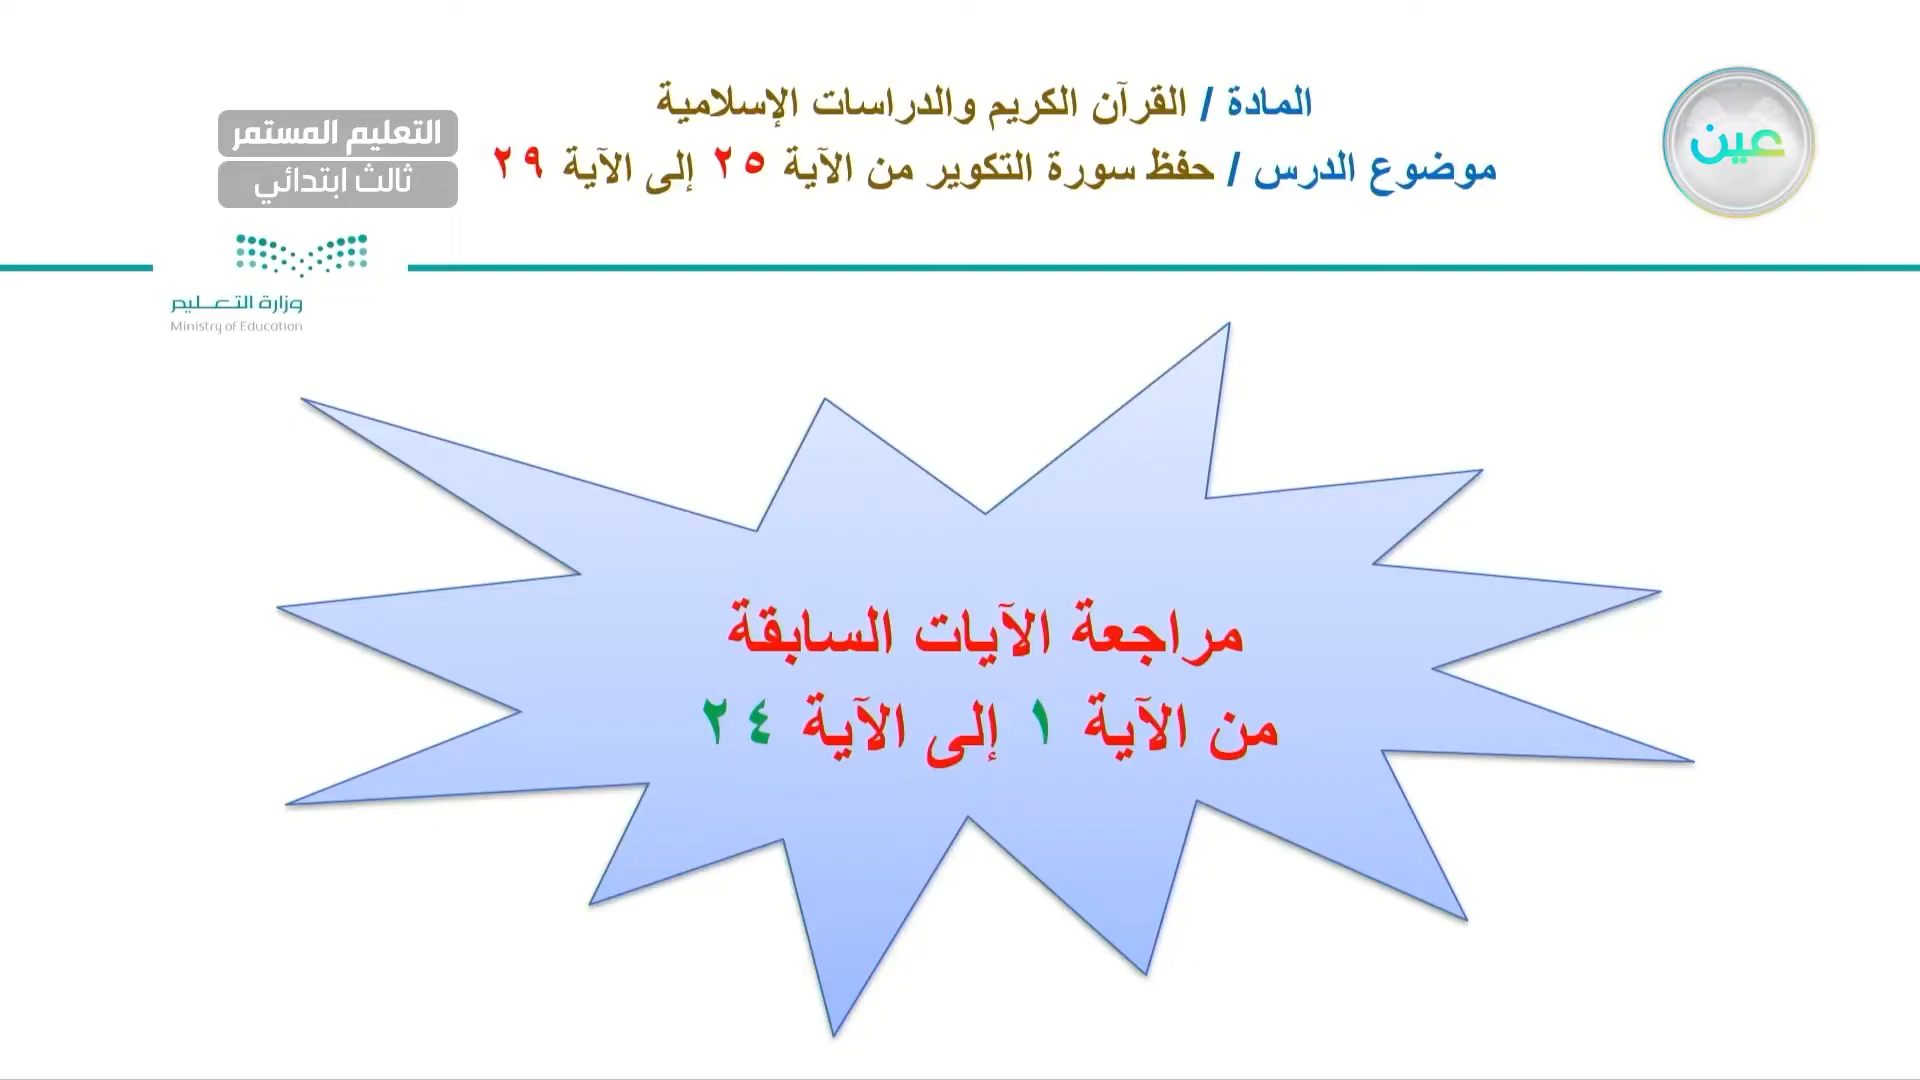 المادة / القرآن الكريم والدراسات الإسلامية
موضوع الدرس / حفظ سورة التكوير من الآية ٢٥ إلى الآية ٢٩
عين
التعليم المستمر
ثالث ابتدائي
وزارة التعـــليم
Ministry of Education
مراجعة الآيات السابقة
من الآية ١ إلى الآية ٢٤